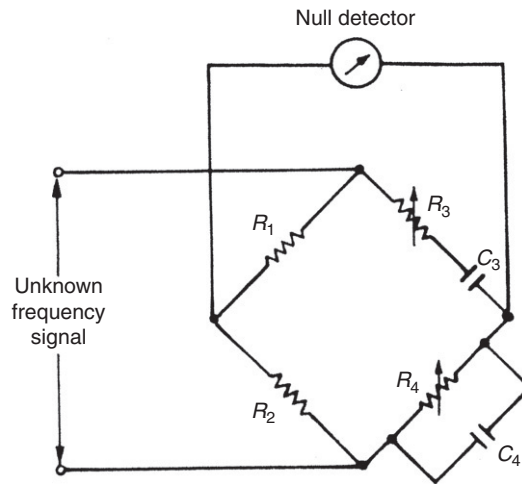 Null detector
R1
R3
C3
Unknown
frequency
signal
R2
R4
C4